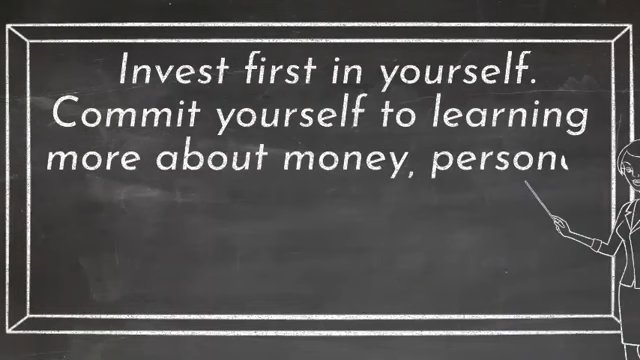 Invest first in yourself.
Commit yourself to learning
more about money,